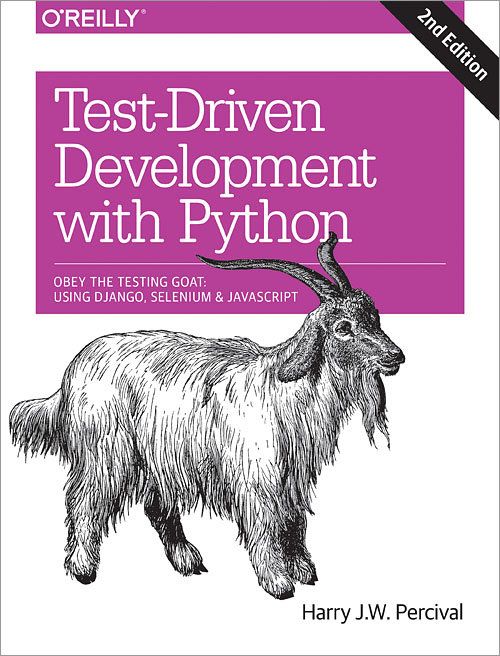 O'REILLY®
2nd Edition
Test-Driven
Development
with Python
OBEY THE TESTING GOAT:
USING DJANGO, SELENIUM & JAVASCRIPT
Harry J.W. Percival